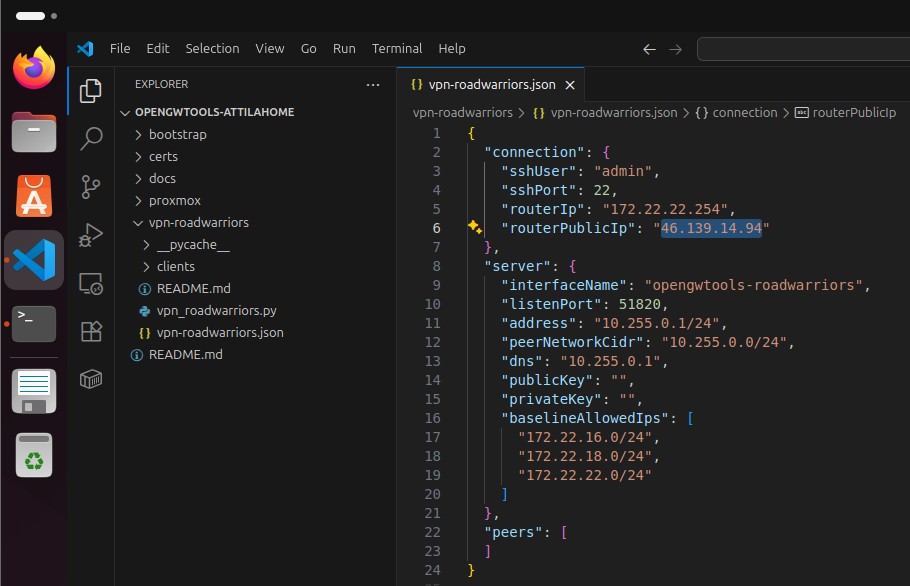 File Edit Selection View Go Run Terminal Help
EXPLORER
OPENGWTOOLS-ATTILAHOME
bootstrap
certs
docs
proxmox
vpn-roadwarriors
__pycache__
clients
README.md
vpn_roadwarriors.py
vpn-roadwarriors.json
README.md
{} vpn-roadwarriors.json
vpn-roadwarriors > {} vpn-roadwarriors.json > {} connection > abc routerPublicIp
1 {
2 "connection": {
3 "sshUser": "admin",
4 "sshPort": 22,
5 "routerIp": "172.22.22.254",
6 "routerPublicIp": "46.139.14.94"
7 },
8 "server": {
9 "interfaceName": "opengwtools-roadwarriors",
10 "listenPort": 51820,
11 "address": "10.255.0.1/24",
12 "peerNetworkCidr": "10.255.0.0/24",
13 "dns": "10.255.0.1",
14 "publicKey": "",
15 "privateKey": "",
16 "baselineAllowedIps": [
17 "172.22.16.0/24",
18 "172.22.18.0/24",
19 "172.22.22.0/24"
20 ]
21 },
22 "peers": [
23 ]
24 }